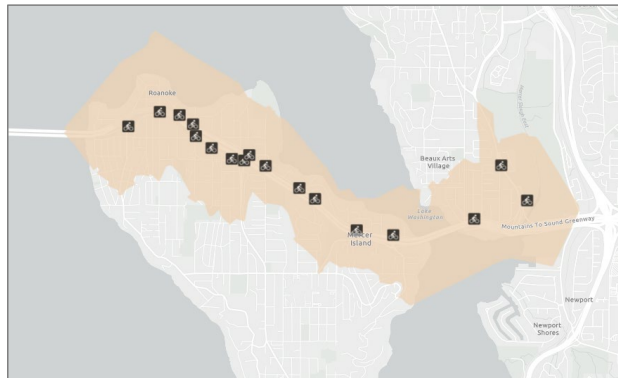 Roanoke
Beaux Arts
Village
Lake
Washington
Mountains To Sound Greenway
Mercer
Island
Newport
Newport
Shores